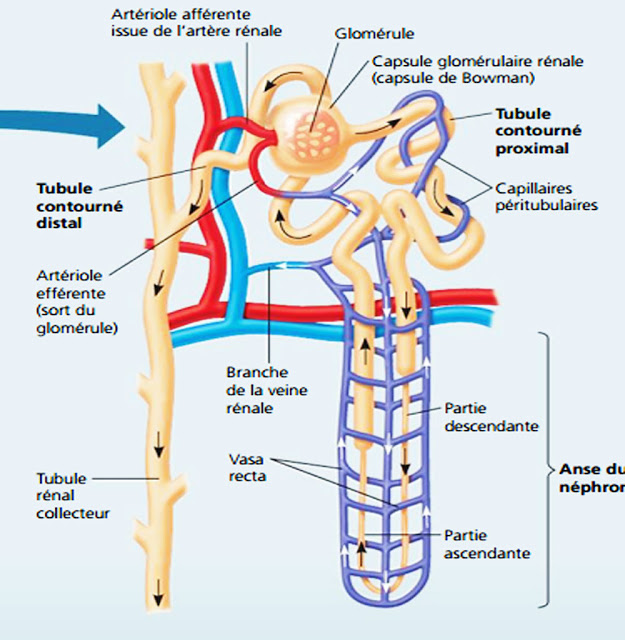 Artériole afférente
issue de l'artère rénale
Glomérule
Capsule glomérulaire rénale
(capsule de Bowman)
Tubule
contourné
proximal
Capillaires
péritubulaires
Tubule
contourné
distal
Artériole
efférente
(sort du
glomérule)
Branche
de la veine
rénale
Partie
descendante
Vasa
recta
Anse du
néphron
Tubule
rénal
collecteur
Partie
ascendante